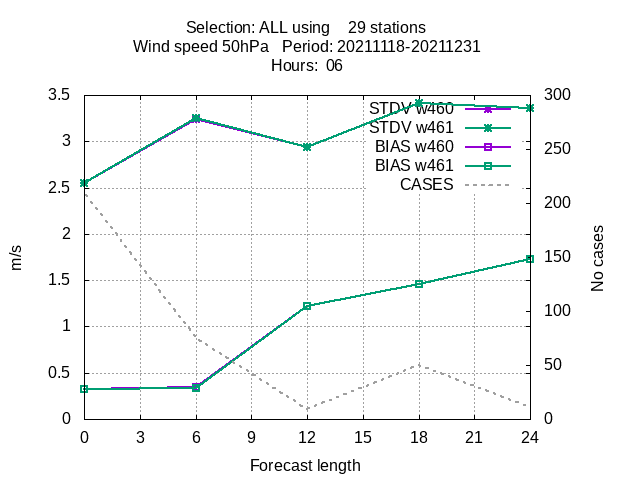 Selection: ALL using 29 stations
Wind speed 50hPa Period: 20211118-20211231
Hours: 06
3.5
3
2.5
2
1.5
1
0.5
0
m/s
STDV w460
STDV w461
BIAS w460
BIAS w461
CASES
300
250
200
150
100
50
0
No cases
0 3 6 9 12 15 18 21 24
Forecast length